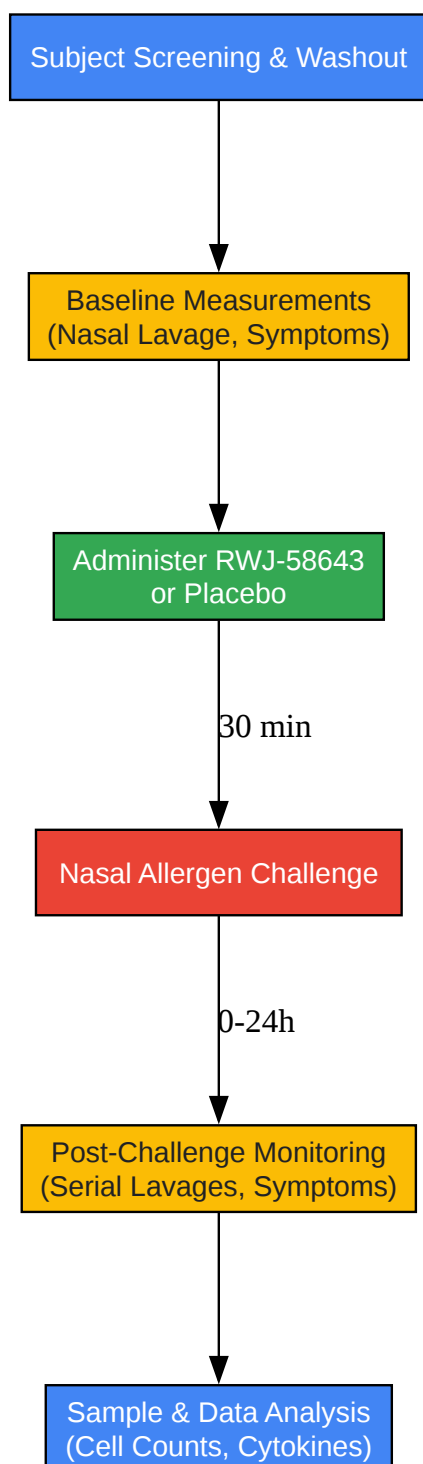 Subject Screening & Washout
Baseline Measurements
(Nasal Lavage, Symptoms)
Administer RWJ-58643
or Placebo
30 min
Nasal Allergen Challenge
0-24h
Post-Challenge Monitoring
(Serial Lavages, Symptoms)
Sample & Data Analysis
(Cell Counts, Cytokines)